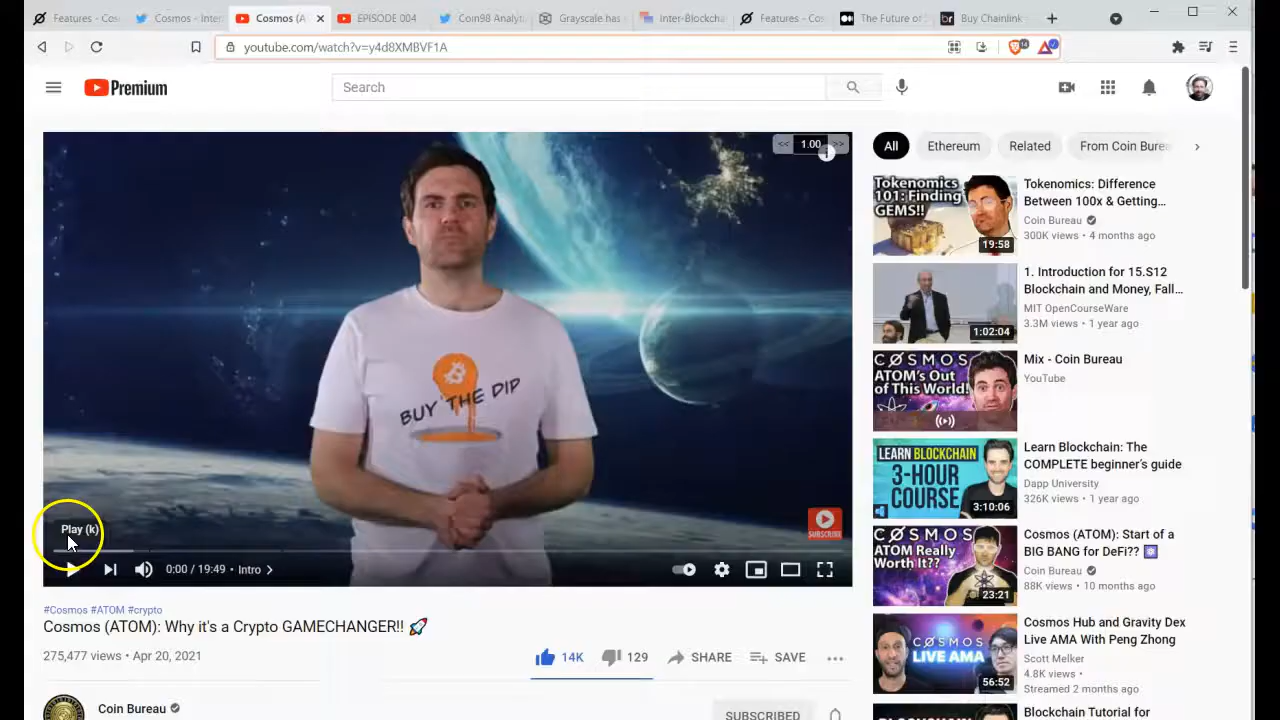 Features - Cos
Cosmos - Inter
Cosmos (A
EPISODE 004
Coin98 Analyt
Grayscale has
Inter-Blockcha
Features - Cos
The Future of
Buy Chainlink
youtube.com/watch?v=y4d8XMBVF1A
14
Premium
Search
<< 1.00 >>
BUY THE DIP
SUBSCRIBE
Play (k)
0:00 / 19:49 • Intro
#Cosmos #ATOM #crypto
Cosmos (ATOM): Why it's a Crypto GAMECHANGER!! 🚀
275,477 views • Apr 20, 2021
14K
129
SHARE
SAVE
Coin Bureau
SUBSCRIBED
All
Ethereum
Related
From Coin Burea
Tokenomics
101: Finding
GEMS!!
19:58
Tokenomics: Difference
Between 100x & Getting...
Coin Bureau
300K views • 4 months ago
1:02:04
1. Introduction for 15.S12
Blockchain and Money, Fall...
MIT OpenCourseWare
3.3M views • 1 year ago
COSMOS
ATOM's Out
of This World!
Mix - Coin Bureau
YouTube
LEARN BLOCKCHAIN
3-HOUR
COURSE
3:10:06
Learn Blockchain: The
COMPLETE beginner's guide
Dapp University
326K views • 1 year ago
COSMOS
ATOM Really
Worth It??
23:21
Cosmos (ATOM): Start of a
BIG BANG for DeFi?? ⚛
Coin Bureau
88K views • 10 months ago
COSMOS
LIVE AMA
56:52
Cosmos Hub and Gravity Dex
Live AMA With Peng Zhong
Scott Melker
4.8K views •
Streamed 2 months ago
Blockchain Tutorial for